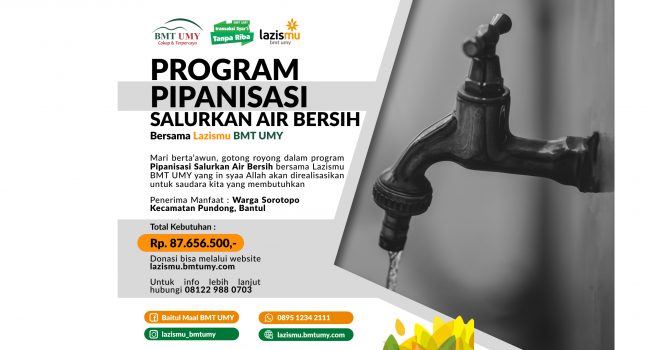 BMT UMY
Cukup & Terpercaya
BMT UMY
transaksi Syar'i
Tanpa Riba
lazismu
bmt umy
PROGRAM
PIPANISASI
SALURKAN AIR BERSIH
Bersama Lazismu BMT UMY
Mari berta'awun, gotong royong dalam program
Pipanisasi Salurkan Air Bersih bersama Lazismu
BMT UMY yang in syaa Allah akan direalisasikan
untuk saudara kita yang membutuhkan
Penerima Manfaat : Warga Sorotopo
Kecamatan Pundong, Bantul
Total Kebutuhan :
Rp. 87.656.500,-
Donasi bisa melalui website
lazismu.bmtumy.com
Untuk info lebih lanjut
hubungi 08122 988 0703
Baitul Maal BMT UMY
0895 1234 2111
lazismu_bmtumy
lazismu.bmtumy.com